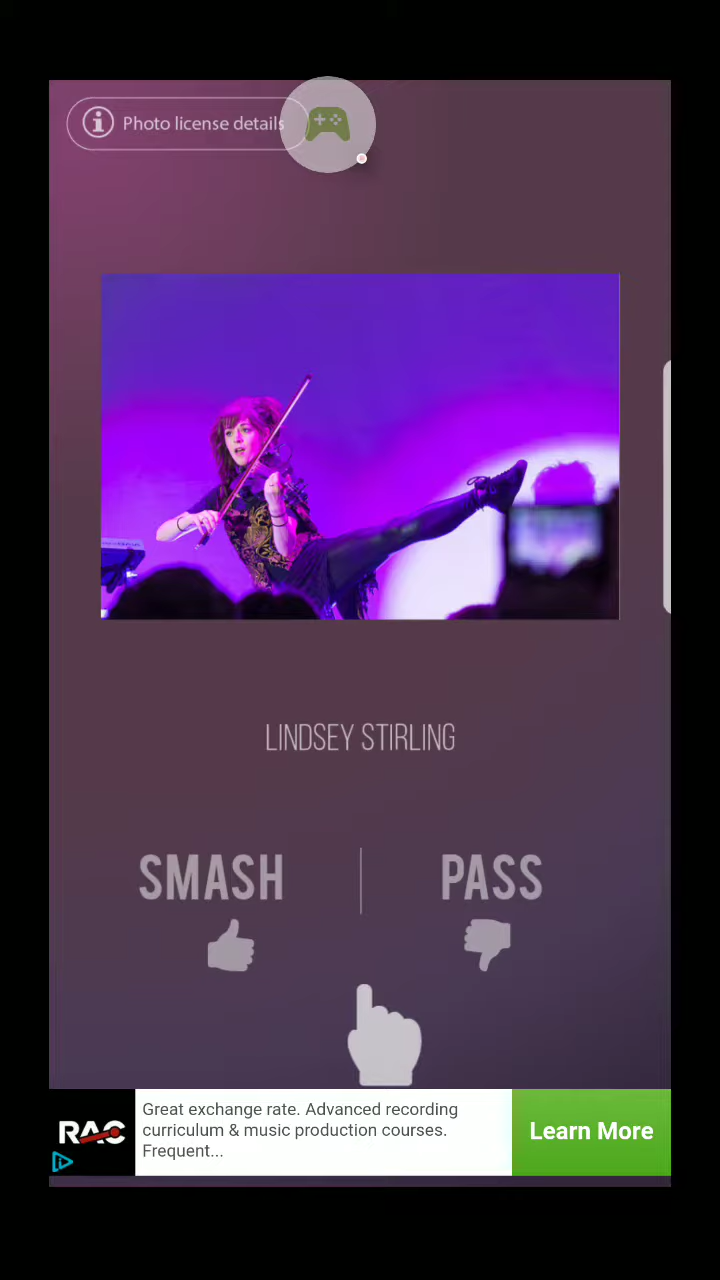 Photo license details
LINDSEY STIRLING
SMASH
PASS
RAC
Great exchange rate. Advanced recording
curriculum & music production courses.
Frequent...
Learn More